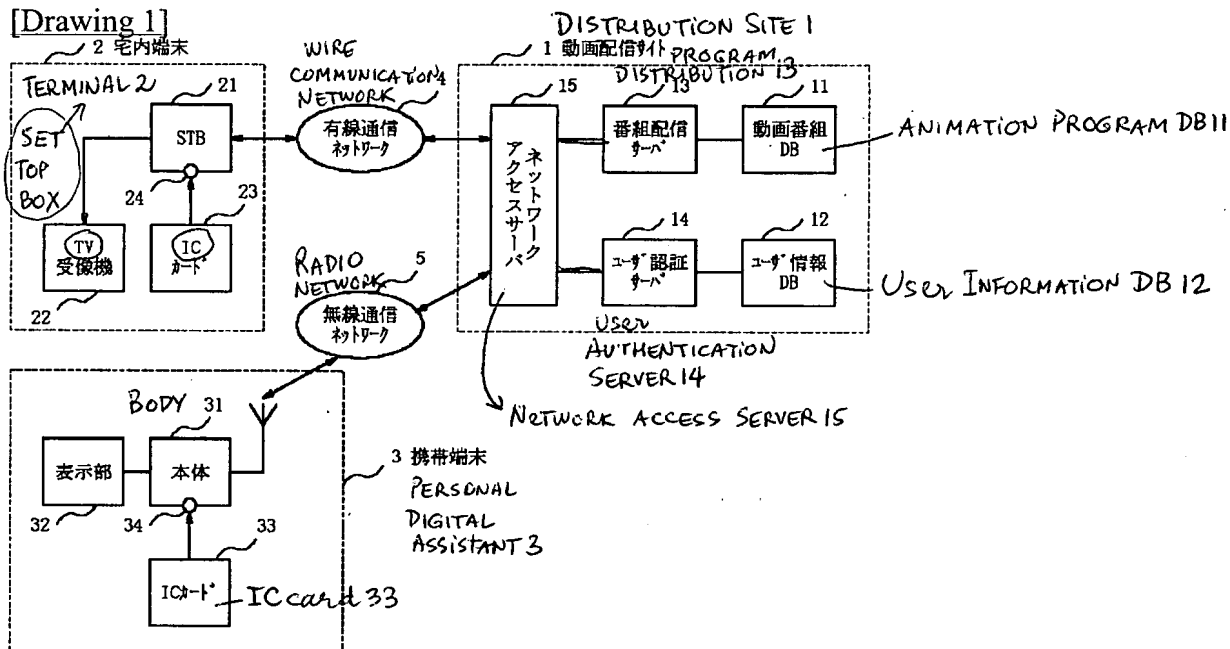 [Drawing 1]
2 宅内端末
TERMINAL 2
SET
TOP
BOX
21
STB
24
23
TV
受像機
22
IC
カード
WIRE
COMMUNICATION
NETWORK
4
有線通信
ネットワーク
RADIO
NETWORK
5
無線通信
ネットワーク
DISTRIBUTION SITE 1
1 動画配信サイト
PROGRAM
DISTRIBUTION 13
15
ネットワーク
アクセスサーバ
13
番組配信
サーバ
11
動画番組
DB
ANIMATION PROGRAM DB 11
14
ユーザ認証
サーバ
12
ユーザ情報
DB
User INFORMATION DB 12
User
AUTHENTICATION
SERVER 14
NETWORK ACCESS SERVER 15
BODY
31
表示部
本体
32
34
33
ICカード
IC card 33
3 携帯端末
PERSONAL
DIGITAL
ASSISTANT 3